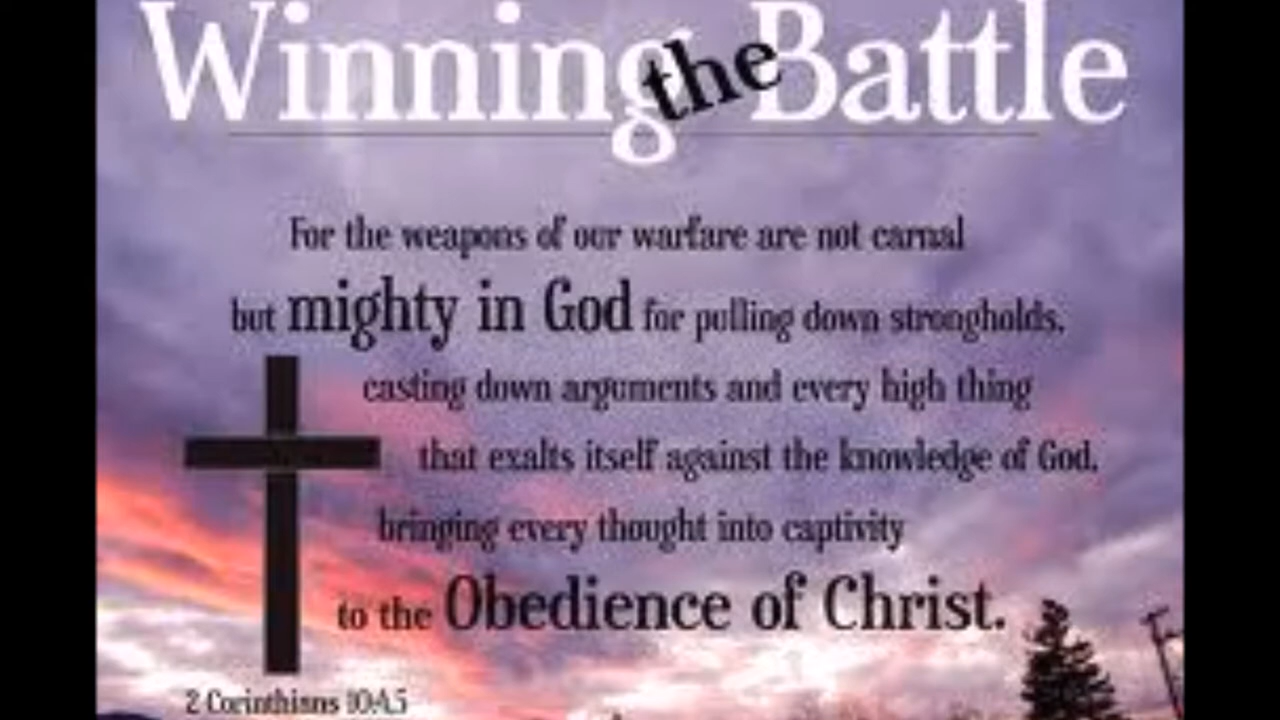 Winning the Battle
For the weapons of our warfare are not carnal
but mighty in God for pulling down strongholds,
casting down arguments and every high thing
that exalts itself against the knowledge of God,
bringing every thought into captivity
to the Obedience of Christ.
2 Corinthians 10:4,5